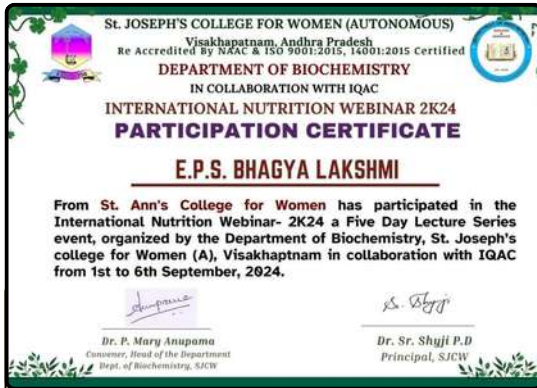 St. JOSEPH'S COLLEGE FOR WOMEN (AUTONOMOUS)
Visakhapatnam, Andhra Pradesh
Re Accredited By NAAC & ISO 9001:2015, 14001:2015 Certified
DEPARTMENT OF BIOCHEMISTRY
IN COLLABORATION WITH IQAC
INTERNATIONAL NUTRITION WEBINAR 2K24
PARTICIPATION CERTIFICATE
E.P.S. BHAGYA LAKSHMI
From St. Ann's College for Women has participated in the
International Nutrition Webinar- 2K24 a Five Day Lecture Series
event, organized by the Department of Biochemistry, St. Joseph's
college for Women (A), Visakhaptnam in collaboration with IQAC
from 1st to 6th September, 2024.
Anupama
S. Shyji
Dr. P. Mary Anupama
Convener, Head of the Department
Dept. of Biochemistry, SJCW
Dr. Sr. Shyji P.D
Principal, SJCW